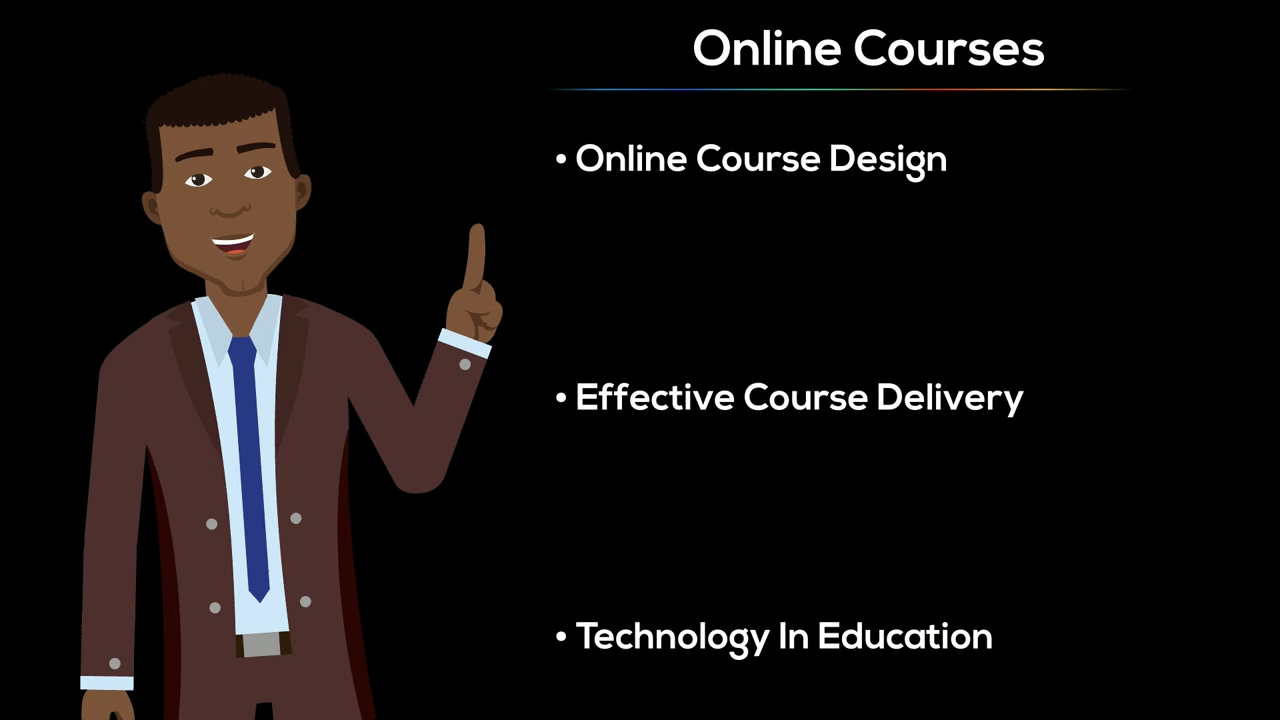 Online Courses
• Online Course Design
• Effective Course Delivery
• Technology In Education